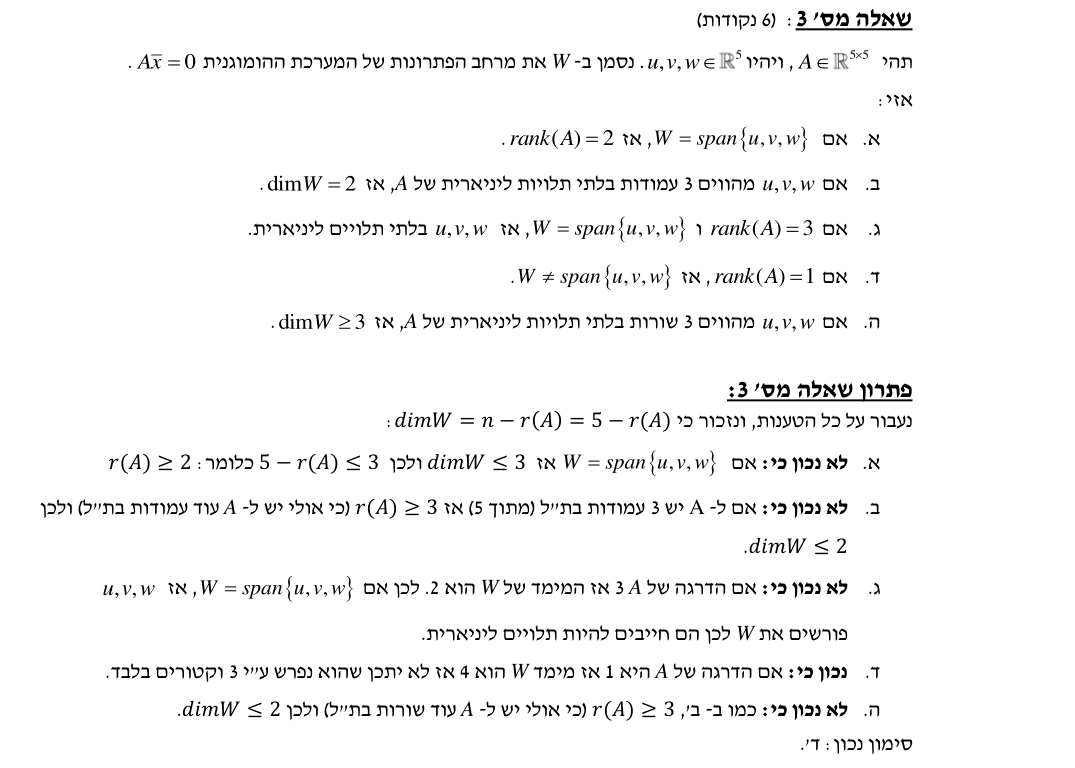 שאלה מס׳ 3 : (6 נקודות)
תהי A ∈ ℝ^{5×5} , ויהיו u, v, w ∈ ℝ^5 . נסמן ב- W את מרחב הפתרונות של המערכת ההומוגנית Ax̄ = 0 .
אזי :
א. אם W = span{u, v, w} , אז rank(A) = 2 .
ב. אם u, v, w מהווים 3 עמודות בלתי תלויות ליניארית של A, אז dim W = 2 .
ג. אם rank(A) = 3 ו W = span{u, v, w} , אז u, v, w בלתי תלויים ליניארית.
ד. אם rank(A) = 1 , אז W ≠ span{u, v, w} .
ה. אם u, v, w מהווים 3 שורות בלתי תלויות ליניארית של A, אז dim W ≥ 3 .
פתרון שאלה מס׳ 3:
נעבור על כל הטענות, ונזכור כי dimW = n − r(A) = 5 − r(A) :
א. לא נכון כי: אם W = span{u, v, w} אז dimW ≤ 3 ולכן 5 − r(A) ≤ 3 כלומר : r(A) ≥ 2
ב. לא נכון כי: אם ל- A יש 3 עמודות בת״ל (מתוך 5) אז r(A) ≥ 3 (כי אולי יש ל- A עוד עמודות בת״ל) ולכן
dimW ≤ 2.
ג. לא נכון כי: אם הדרגה של A 3 אז המימד של W הוא 2. לכן אם W = span{u, v, w} , אז u, v, w
פורשים את W לכן הם חייבים להיות תלויים ליניארית.
ד. נכון כי: אם הדרגה של A היא 1 אז מימד W הוא 4 אז לא יתכן שהוא נפרש ע״י 3 וקטורים בלבד.
ה. לא נכון כי: כמו ב- ב׳, r(A) ≥ 3 (כי אולי יש ל- A עוד שורות בת״ל) ולכן dimW ≤ 2.
סימון נכון : ד׳.